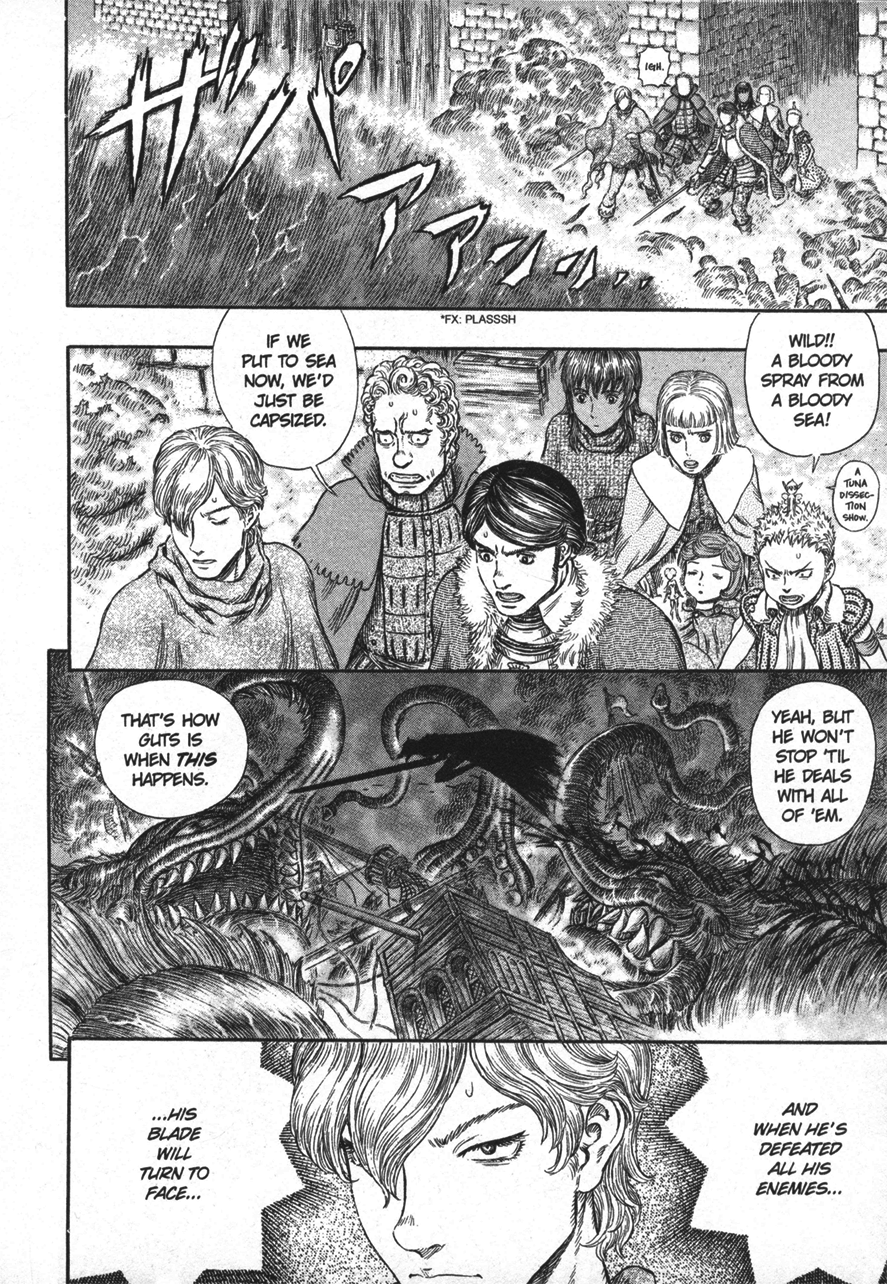 ザパアアンン...
IGH.
*FX: PLASSSH
WILD!!
A BLOODY
SPRAY FROM
A BLOODY
SEA!
A
TUNA
DISSEC-
TION
SHOW.
IF WE
PUT TO SEA
NOW, WE'D
JUST BE
CAPSIZED.
YEAH, BUT
HE WON'T
STOP 'TIL
HE DEALS
WITH ALL
OF 'EM.
THAT'S HOW
GUTS IS
WHEN THIS
HAPPENS.
AND
WHEN HE'S
DEFEATED
ALL HIS
ENEMIES...
...HIS
BLADE
WILL
TURN TO
FACE...